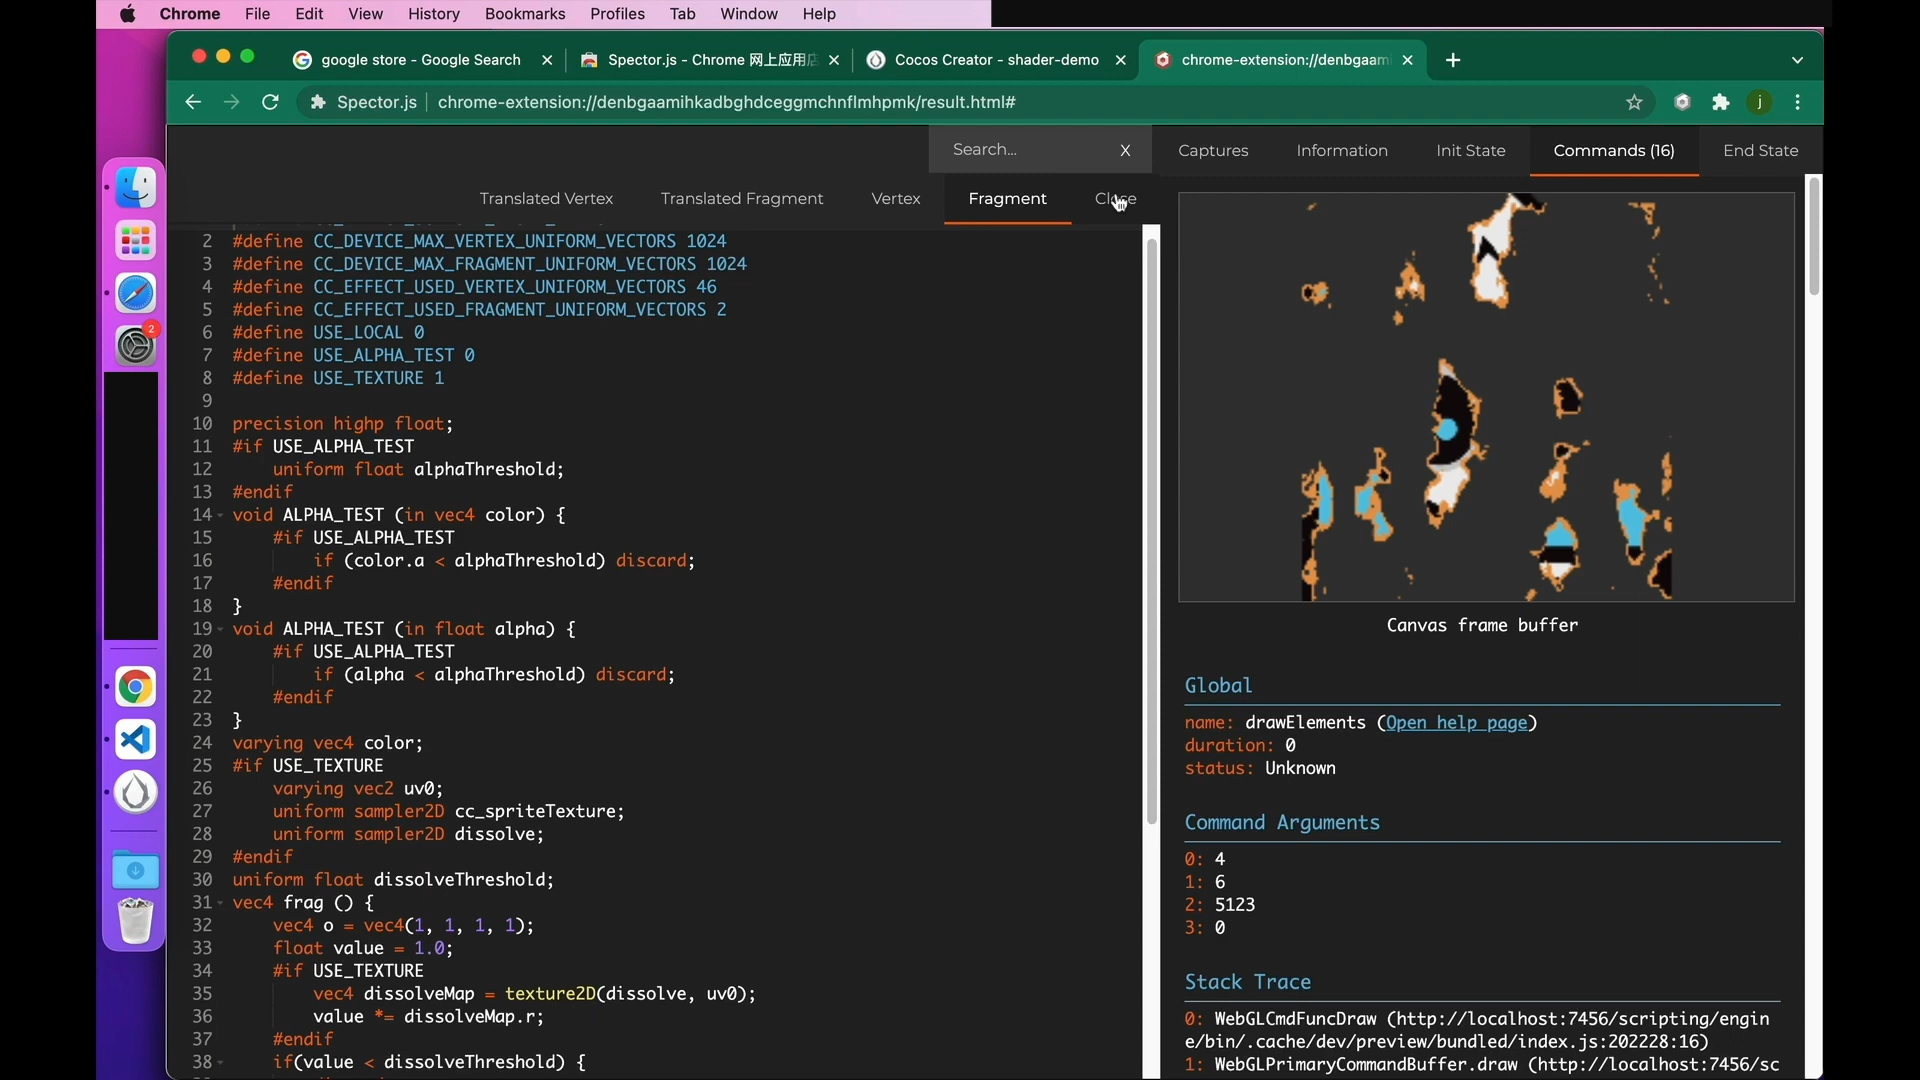 Chrome File Edit View History Bookmarks Profiles Tab Window Help
google store - Google Search
Spector.js - Chrome 网上应用店
Cocos Creator - shader-demo
chrome-extension://denbgaami
Spector.js chrome-extension://denbgaamihkadbghdceggmchnflmhpmk/result.html#
j
Search... X
Captures Information Init State Commands (16) End State
Translated Vertex Translated Fragment Vertex Fragment Close
2
2 #define CC_DEVICE_MAX_VERTEX_UNIFORM_VECTORS 1024
3 #define CC_DEVICE_MAX_FRAGMENT_UNIFORM_VECTORS 1024
4 #define CC_EFFECT_USED_VERTEX_UNIFORM_VECTORS 46
5 #define CC_EFFECT_USED_FRAGMENT_UNIFORM_VECTORS 2
6 #define USE_LOCAL 0
7 #define USE_ALPHA_TEST 0
8 #define USE_TEXTURE 1
9
10 precision highp float;
11 #if USE_ALPHA_TEST
12 uniform float alphaThreshold;
13 #endif
14 void ALPHA_TEST (in vec4 color) {
15 #if USE_ALPHA_TEST
16 if (color.a < alphaThreshold) discard;
17 #endif
18 }
19 void ALPHA_TEST (in float alpha) {
20 #if USE_ALPHA_TEST
21 if (alpha < alphaThreshold) discard;
22 #endif
23 }
24 varying vec4 color;
25 #if USE_TEXTURE
26 varying vec2 uv0;
27 uniform sampler2D cc_spriteTexture;
28 uniform sampler2D dissolve;
29 #endif
30 uniform float dissolveThreshold;
31 vec4 frag () {
32 vec4 o = vec4(1, 1, 1, 1);
33 float value = 1.0;
34 #if USE_TEXTURE
35 vec4 dissolveMap = texture2D(dissolve, uv0);
36 value *= dissolveMap.r;
37 #endif
38 if(value < dissolveThreshold) {
Canvas frame buffer
Global
name: drawElements (Open help page)
duration: 0
status: Unknown
Command Arguments
0: 4
1: 6
2: 5123
3: 0
Stack Trace
0: WebGLCmdFuncDraw (http://localhost:7456/scripting/engin
e/bin/.cache/dev/preview/bundled/index.js:202228:16)
1: WebGLPrimaryCommandBuffer.draw (http://localhost:7456/sc